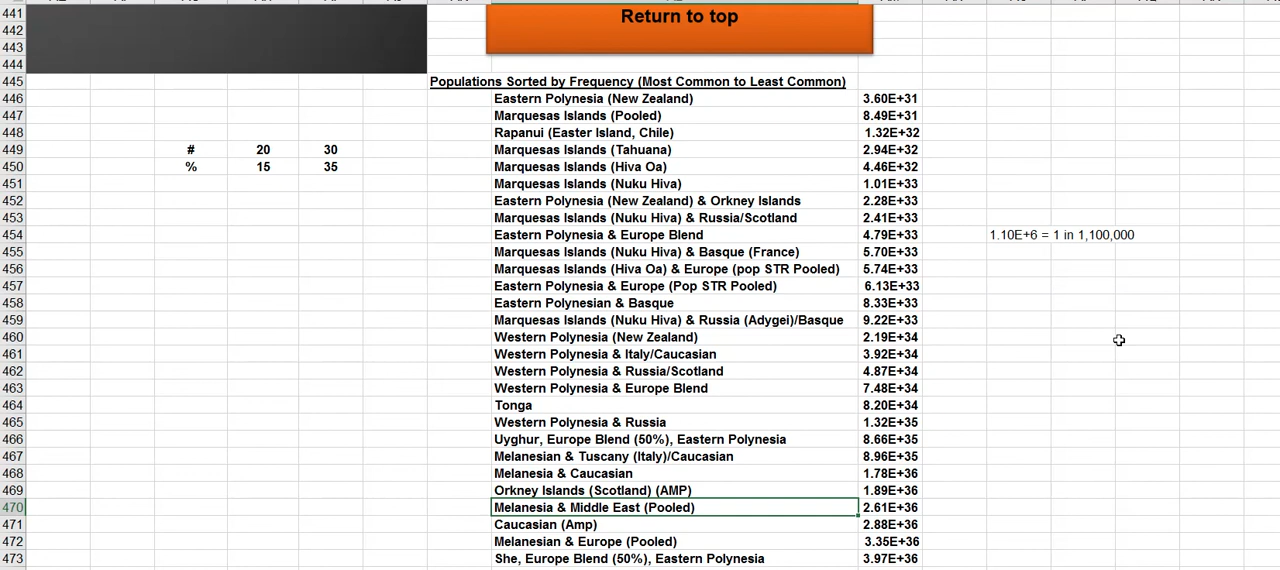 441 Return to top
442
443
444
445 Populations Sorted by Frequency (Most Common to Least Common)
446 Eastern Polynesia (New Zealand) 3.60E+31
447 Marquesas Islands (Pooled) 8.49E+31
448 Rapanui (Easter Island, Chile) 1.32E+32
449 # 20 30 Marquesas Islands (Tahuana) 2.94E+32
450 % 15 35 Marquesas Islands (Hiva Oa) 4.46E+32
451 Marquesas Islands (Nuku Hiva) 1.01E+33
452 Eastern Polynesia (New Zealand) & Orkney Islands 2.28E+33
453 Marquesas Islands (Nuku Hiva) & Russia/Scotland 2.41E+33
454 Eastern Polynesia & Europe Blend 4.79E+33 1.10E+6 = 1 in 1,100,000
455 Marquesas Islands (Nuku Hiva) & Basque (France) 5.70E+33
456 Marquesas Islands (Hiva Oa) & Europe (pop STR Pooled) 5.74E+33
457 Eastern Polynesia & Europe (Pop STR Pooled) 6.13E+33
458 Eastern Polynesian & Basque 8.33E+33
459 Marquesas Islands (Nuku Hiva) & Russia (Adygei)/Basque 9.22E+33
460 Western Polynesia (New Zealand) 2.19E+34
461 Western Polynesia & Italy/Caucasian 3.92E+34
462 Western Polynesia & Russia/Scotland 4.87E+34
463 Western Polynesia & Europe Blend 7.48E+34
464 Tonga 8.20E+34
465 Western Polynesia & Russia 1.32E+35
466 Uyghur, Europe Blend (50%), Eastern Polynesia 8.66E+35
467 Melanesian & Tuscany (Italy)/Caucasian 8.96E+35
468 Melanesia & Caucasian 1.78E+36
469 Orkney Islands (Scotland) (AMP) 1.89E+36
470 Melanesia & Middle East (Pooled) 2.61E+36
471 Caucasian (Amp) 2.88E+36
472 Melanesian & Europe (Pooled) 3.35E+36
473 She, Europe Blend (50%), Eastern Polynesia 3.97E+36